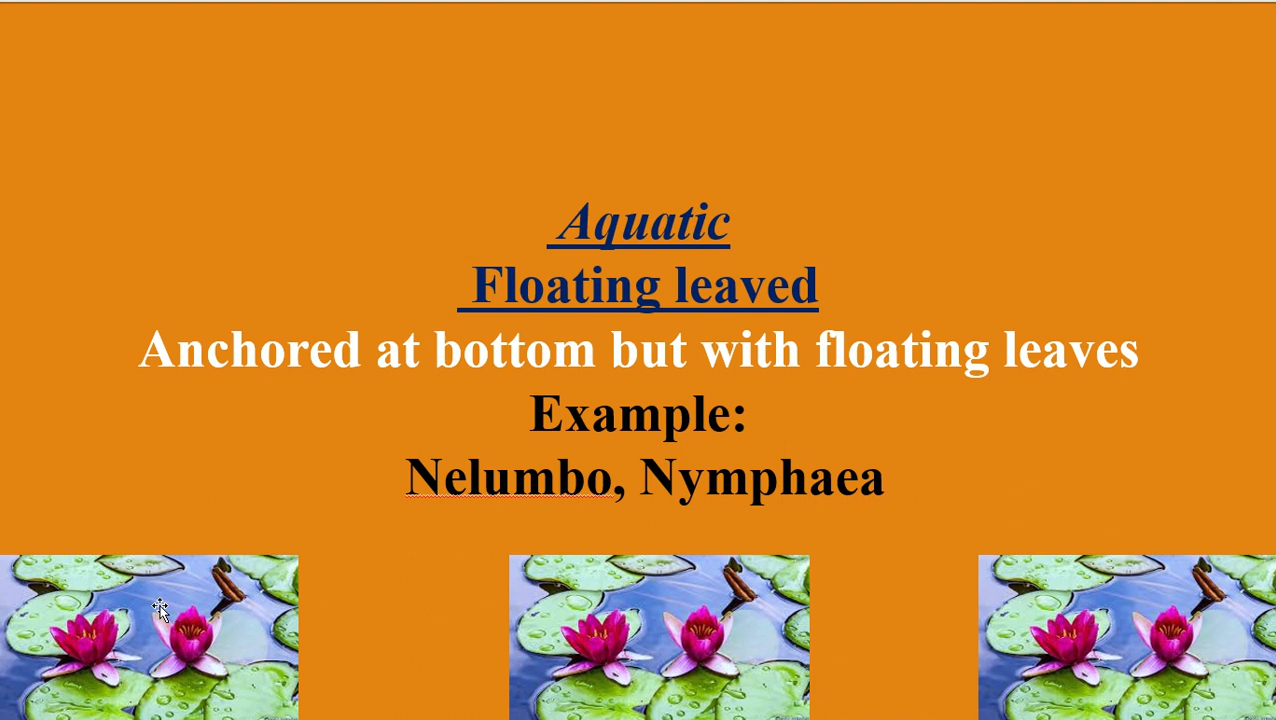 Aquatic
Floating leaved
Anchored at bottom but with floating leaves
Example:
Nelumbo, Nymphaea